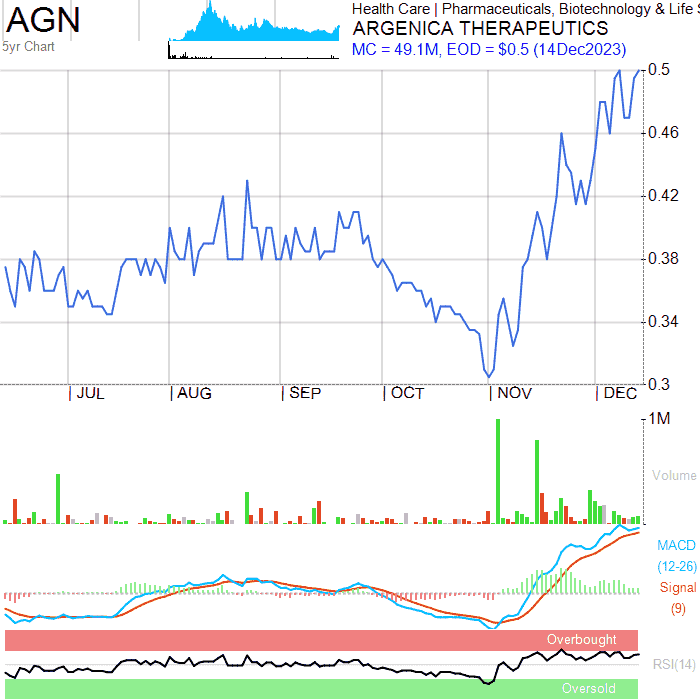 AGN
5yr Chart
Health Care | Pharmaceuticals, Biotechnology & Life S
ARGENICA THERAPEUTICS
MC = 49.1M, EOD = $0.5 (14Dec2023)
0.5
0.46
0.42
0.38
0.34
0.3
JUL AUG SEP OCT NOV DEC
1M
Volume
MACD
(12-26)
Signal
(9)
Overbought
RSI(14)
Oversold